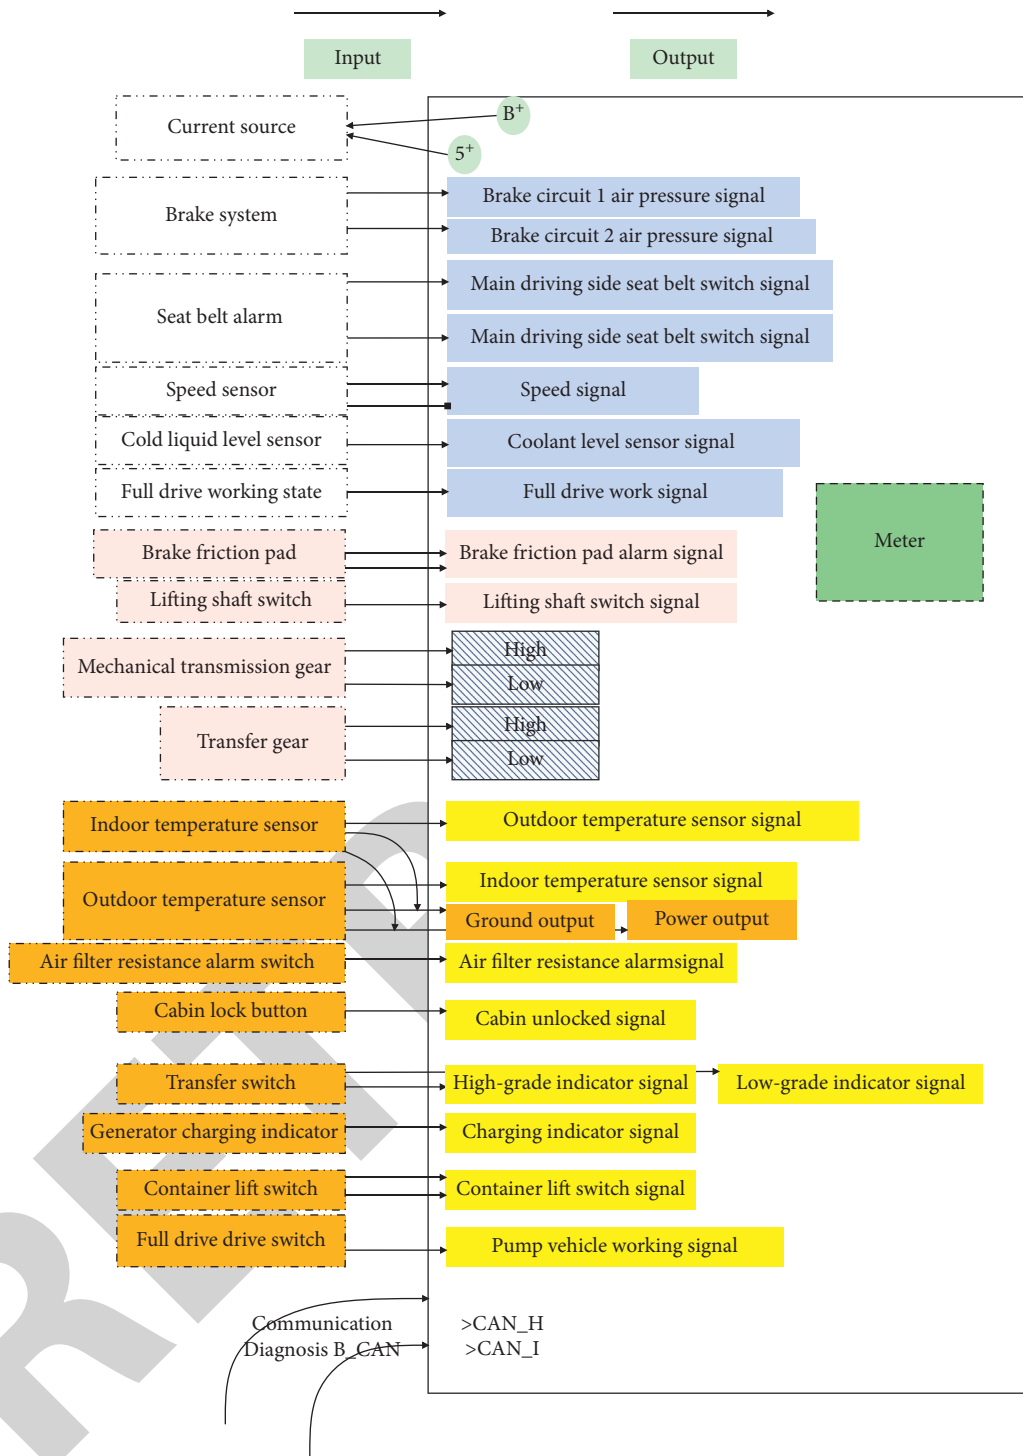 Input
Output
Current source
B+
5+
Brake system
Brake circuit 1 air pressure signal
Brake circuit 2 air pressure signal
Seat belt alarm
Main driving side seat belt switch signal
Main driving side seat belt switch signal
Speed sensor
Speed signal
Cold liquid level sensor
Coolant level sensor signal
Full drive working state
Full drive work signal
Meter
Brake friction pad
Brake friction pad alarm signal
Lifting shaft switch
Lifting shaft switch signal
Mechanical transmission gear
High
Low
Transfer gear
High
Low
Indoor temperature sensor
Outdoor temperature sensor signal
Outdoor temperature sensor
Indoor temperature sensor signal
Ground output
Power output
Air filter resistance alarm switch
Air filter resistance alarmsignal
Cabin lock button
Cabin unlocked signal
Transfer switch
High-grade indicator signal
Low-grade indicator signal
Generator charging indicator
Charging indicator signal
Container lift switch
Container lift switch signal
Full drive drive switch
Pump vehicle working signal
Communication
Diagnosis B_CAN
>CAN_H
>CAN_I